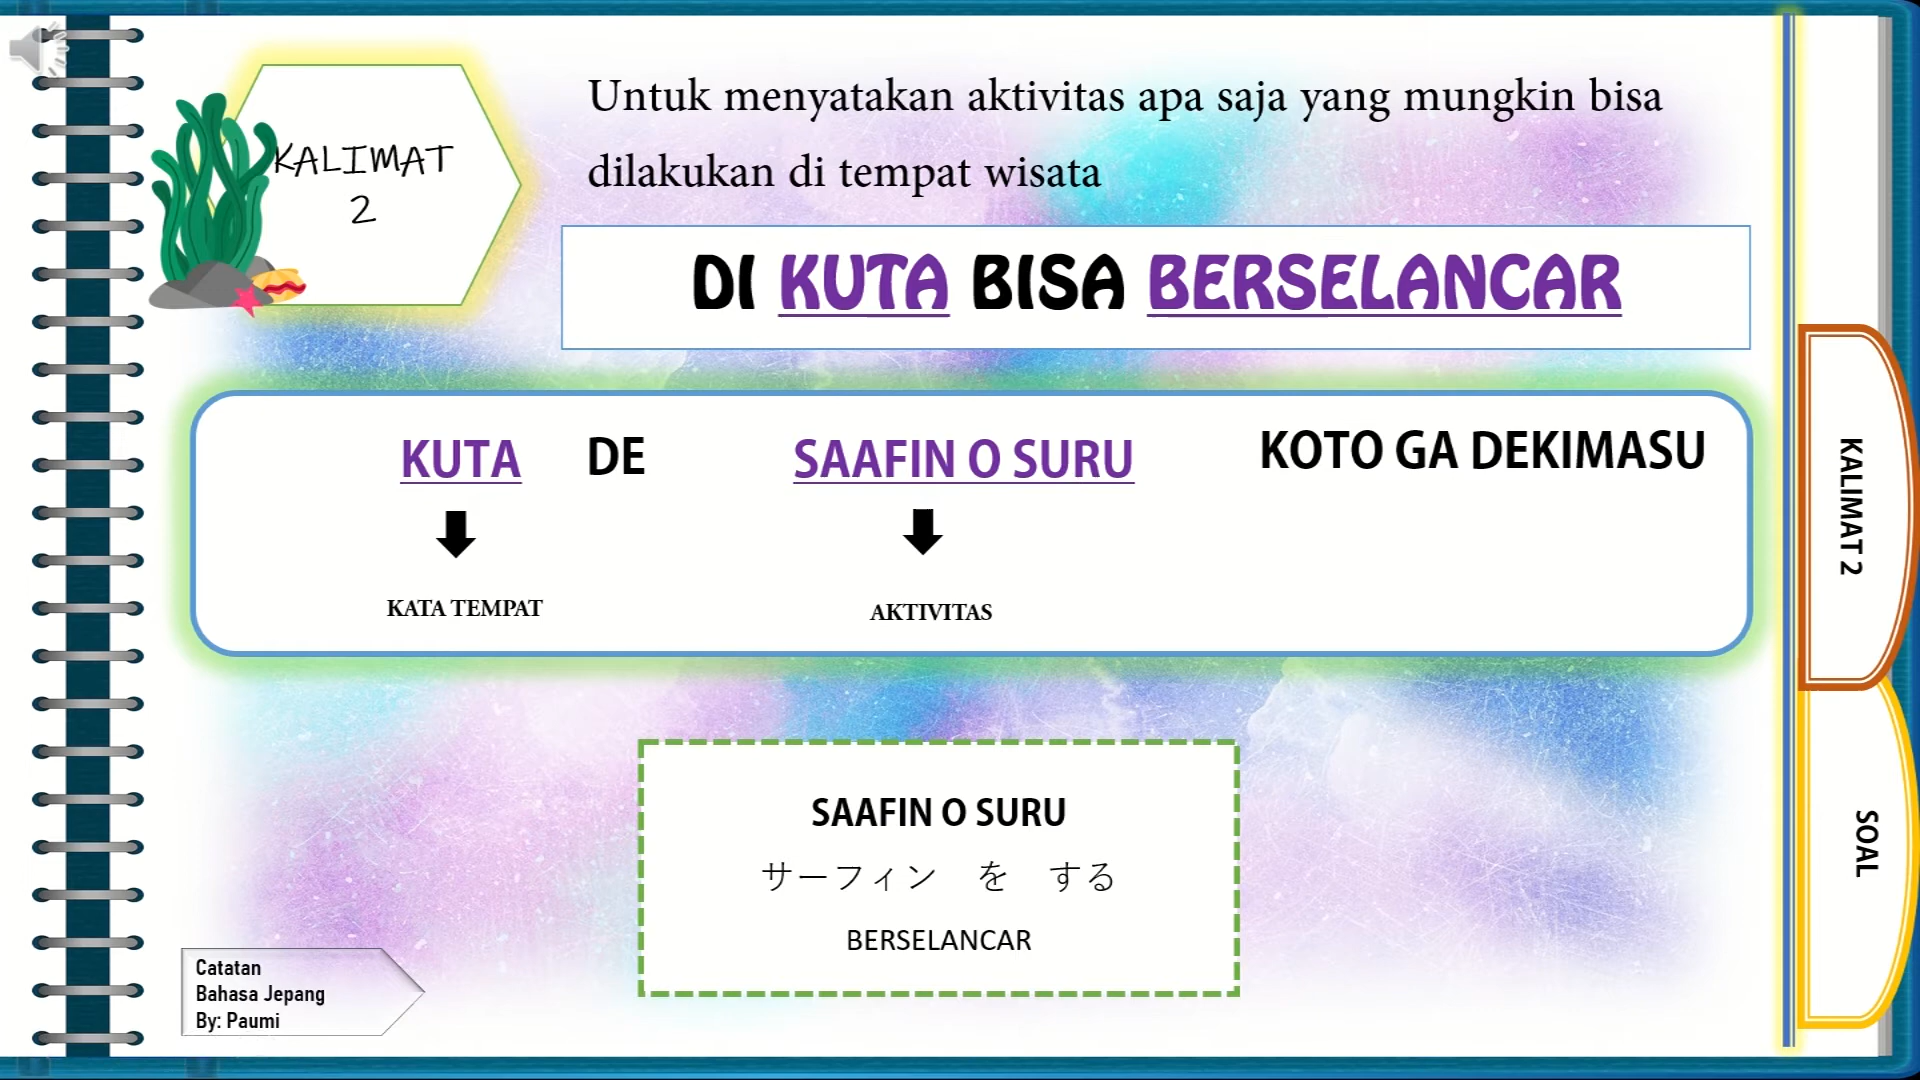 KALIMAT
2
Untuk menyatakan aktivitas apa saja yang mungkin bisa
dilakukan di tempat wisata
DI KUTA BISA BERSELANCAR
KUTA DE SAAFIN O SURU KOTO GA DEKIMASU
KATA TEMPAT AKTIVITAS
SAAFIN O SURU
サーフィン を する
BERSELANCAR
Catatan
Bahasa Jepang
By: Paumi
KALIMAT 2
SOAL